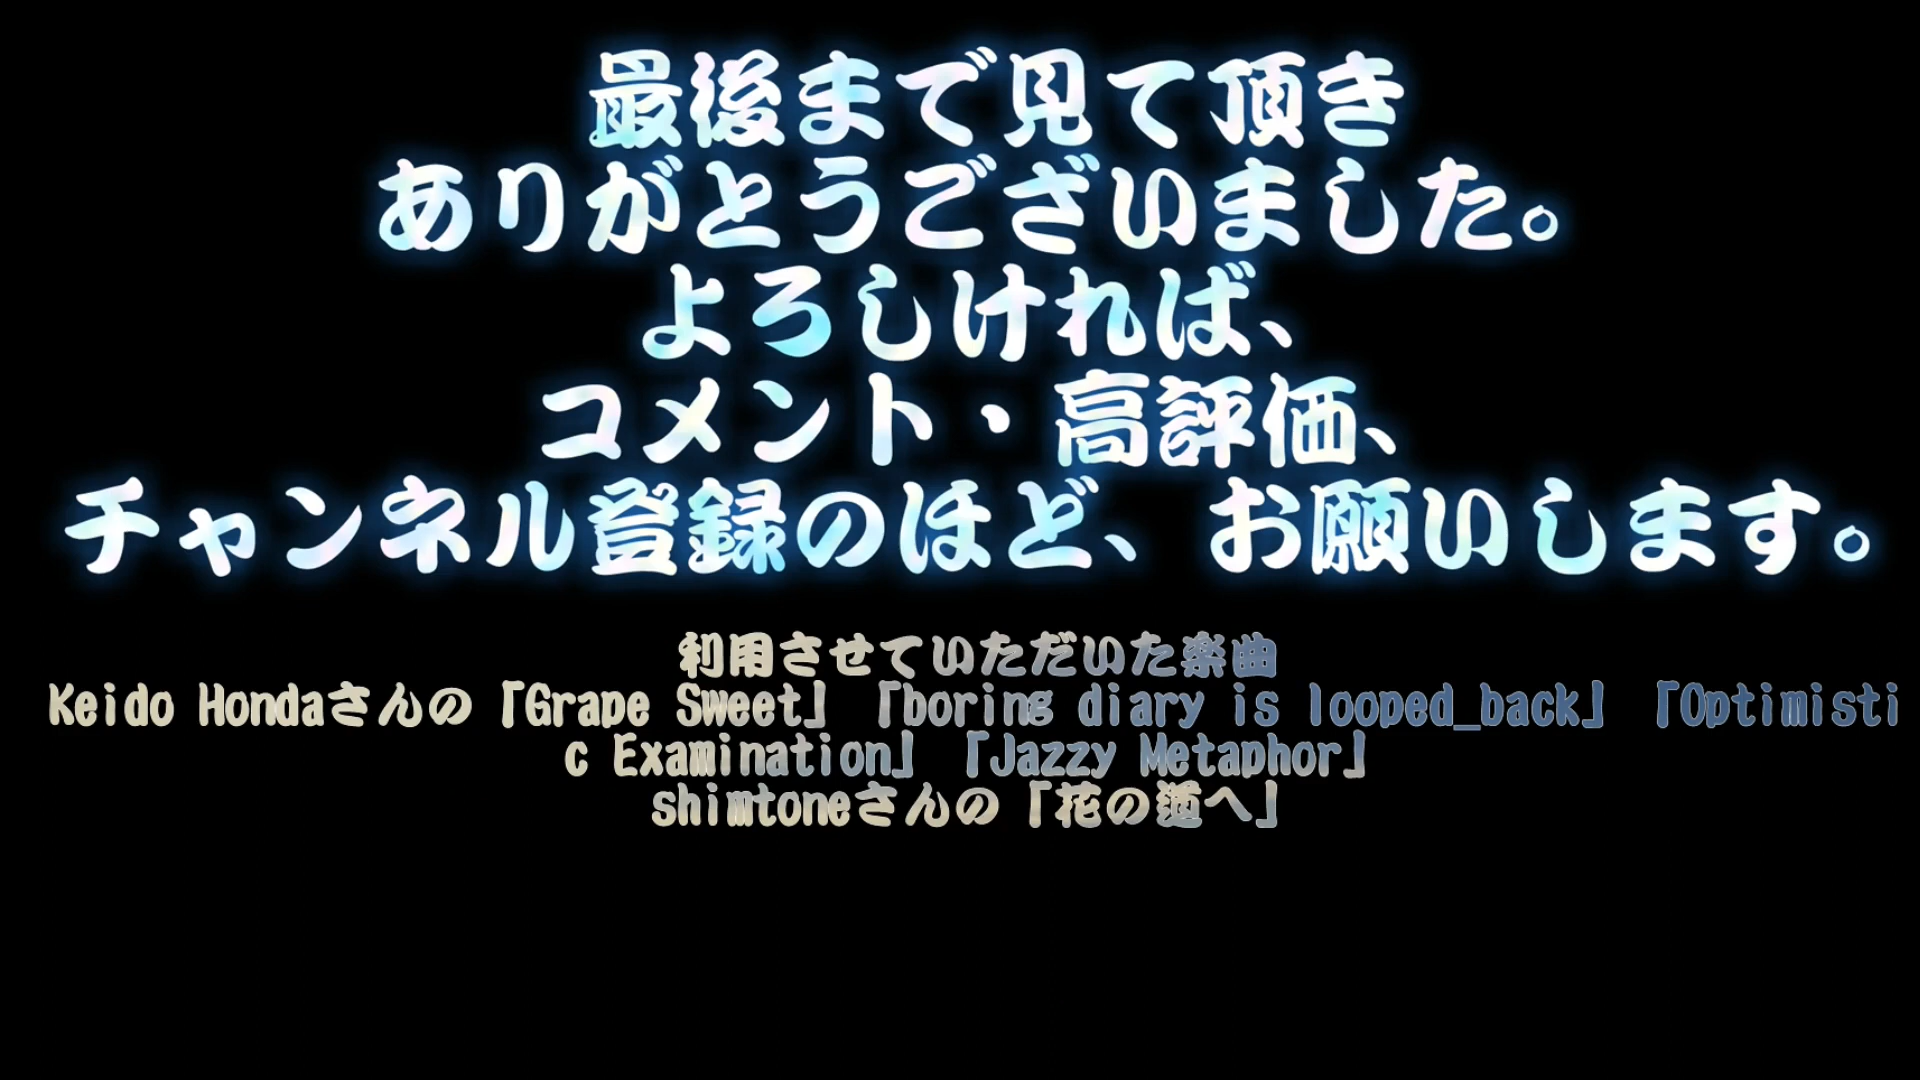 最後まで見て頂き
ありがとうございました。
よろしければ、
コメント・高評価、
チャンネル登録のほど、お願いします。
利用させていただいた楽曲
Keido Hondaさんの「Grape Sweet」「boring diary is looped_back」「Optimisti
c Examination」「Jazzy Metaphor」
shimtoneさんの「花の道へ」